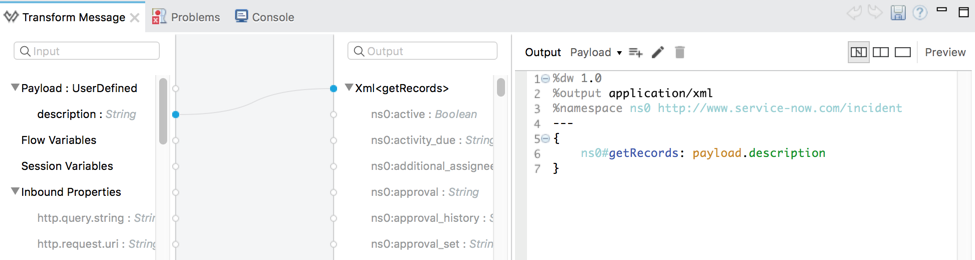 Transform Message Problems Console
Input
Payload : UserDefined
description : String
Flow Variables
Session Variables
Inbound Properties
http.query.string : String
http.request.uri : String
Output
Xml<getRecords>
ns0:active : Boolean
ns0:activity_due : String
ns0:additional_assignee
ns0:approval : String
ns0:approval_history : S
ns0:approval_set : String
Output Payload Preview
1 %dw 1.0
2 %output application/xml
3 %namespace ns0 http://www.service-now.com/incident
4 ---
5 {
6 ns0#getRecords: payload.description
7 }